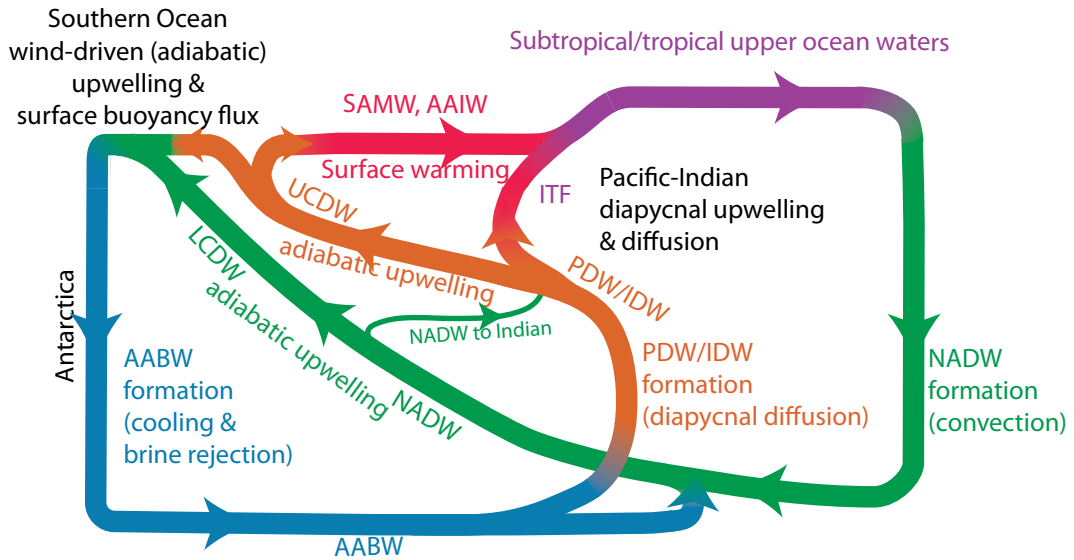 Southern Ocean
wind-driven (adiabatic)
upwelling &
surface buoyancy flux
Subtropical/tropical upper ocean waters
SAMW, AAIW
Surface warming
ITF
Pacific-Indian
diapycnal upwelling
& diffusion
UCDW
adiabatic upwelling
PDW/IDW
LCDW
adiabatic upwelling
NADW to Indian
NADW
Antarctica
AABW
formation
(cooling &
brine rejection)
PDW/IDW
formation
(diapycnal diffusion)
NADW
formation
(convection)
AABW